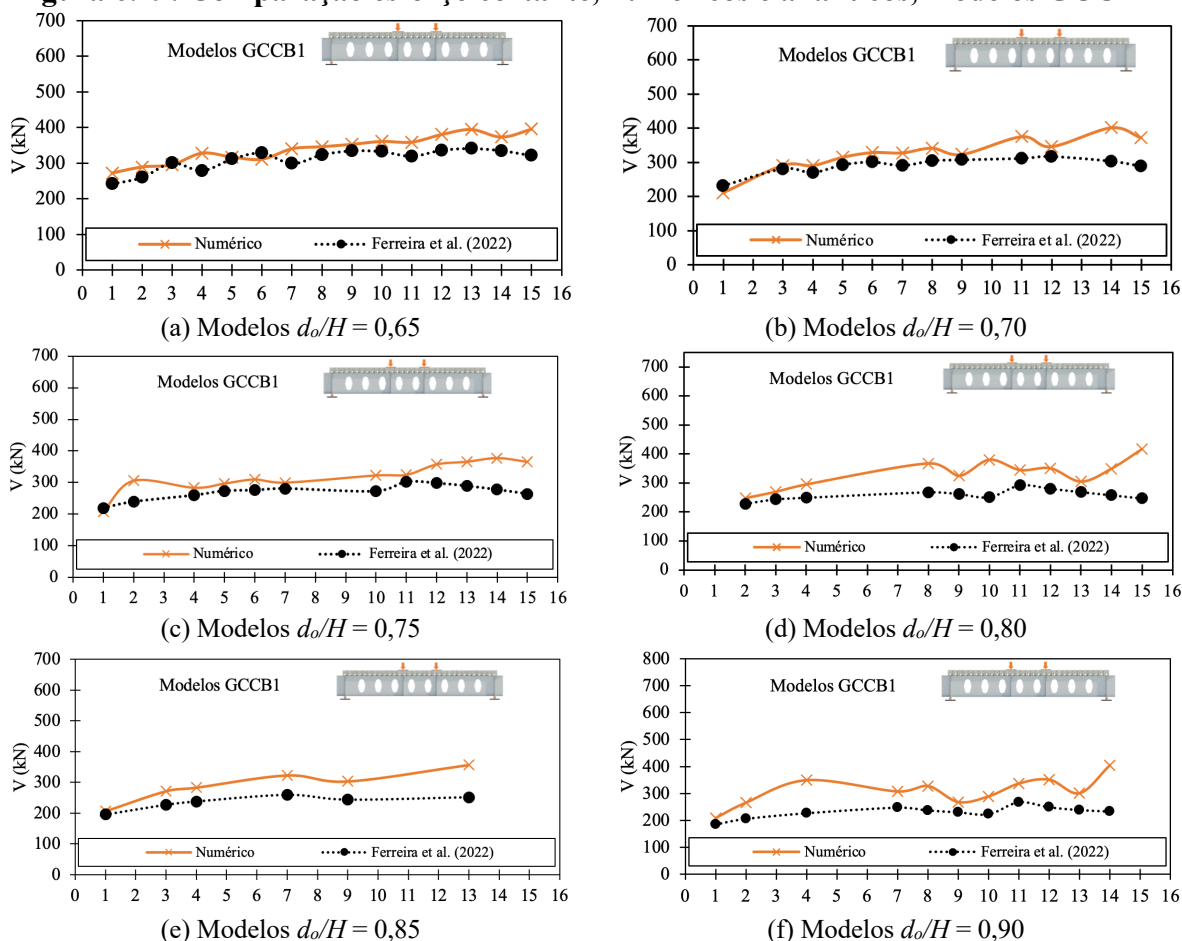 Comparação esforço cortante,
700
600
500
400
300
200
100
0
V (kN)
Modelos GCCB1
Numérico Ferreira et al. (2022)
0 1 2 3 4 5 6 7 8 9 10 11 12 13 14 15 16
(a) Modelos do/H = 0,65
700
600
500
400
300
200
100
0
V (kN)
Modelos GCCB1
Numérico Ferreira et al. (2022)
0 1 2 3 4 5 6 7 8 9 10 11 12 13 14 15 16
(b) Modelos do/H = 0,70
700
600
500
400
300
200
100
0
V (kN)
Modelos GCCB1
Numérico Ferreira et al. (2022)
0 1 2 3 4 5 6 7 8 9 10 11 12 13 14 15 16
(c) Modelos do/H = 0,75
700
600
500
400
300
200
100
0
V (kN)
Modelos GCCB1
Numérico Ferreira et al. (2022)
0 1 2 3 4 5 6 7 8 9 10 11 12 13 14 15 16
(d) Modelos do/H = 0,80
700
600
500
400
300
200
100
0
V (kN)
Modelos GCCB1
Numérico Ferreira et al. (2022)
0 1 2 3 4 5 6 7 8 9 10 11 12 13 14 15 16
(e) Modelos do/H = 0,85
800
700
600
500
400
300
200
100
0
V (kN)
Modelos GCCB1
Numérico Ferreira et al. (2022)
0 1 2 3 4 5 6 7 8 9 10 11 12 13 14 15 16
(f) Modelos do/H = 0,90